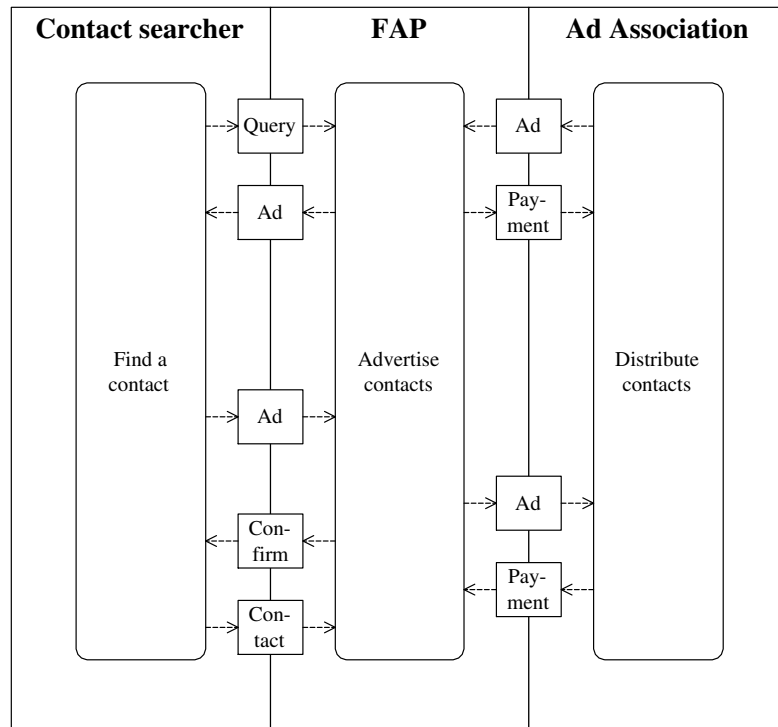 Contact searcher
FAP
Ad Association
Query
Ad
Ad
Pay-
ment
Find a
contact
Advertise
contacts
Distribute
contacts
Ad
Ad
Con-
firm
Pay-
ment
Con-
tact